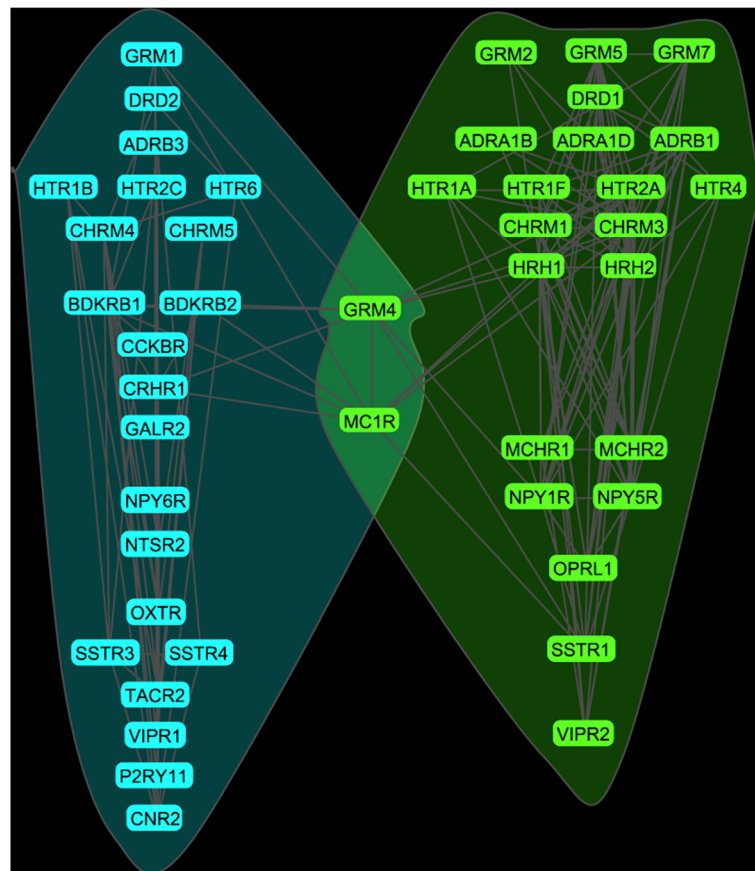 GRM1
DRD2
ADRB3
HTR1B HTR2C HTR6
CHRM4 CHRM5
BDKRB1 BDKRB2
CCKBR
CRHR1
GALR2
NPY6R
NTSR2
OXTR
SSTR3 SSTR4
TACR2
VIPR1
P2RY11
CNR2
GRM4
MC1R
GRM2 GRM5 GRM7
DRD1
ADRA1B ADRA1D ADRB1
HTR1A HTR1F HTR2A HTR4
CHRM1 CHRM3
HRH1 HRH2
MCHR1 MCHR2
NPY1R NPY5R
OPRL1
SSTR1
VIPR2